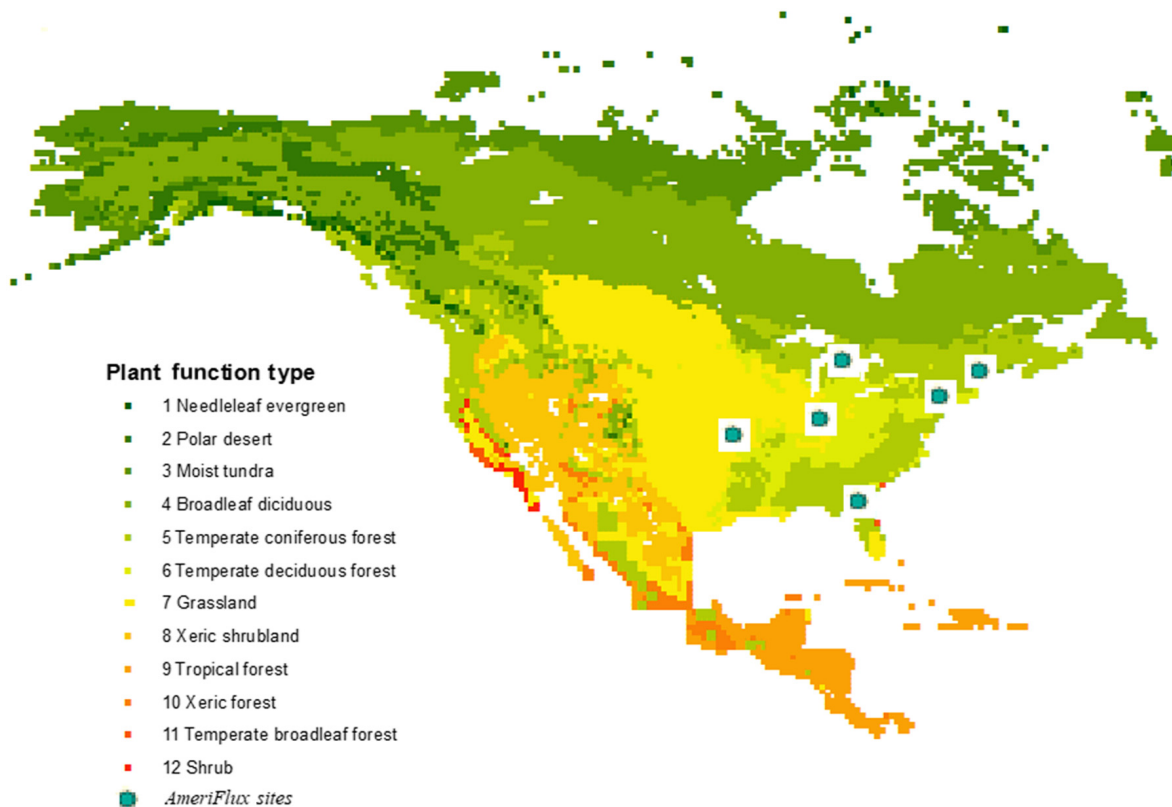 Plant function type
1 Needleleaf evergreen
2 Polar desert
3 Moist tundra
4 Broadleaf diciduous
5 Temperate coniferous forest
6 Temperate deciduous forest
7 Grassland
8 Xeric shrubland
9 Tropical forest
10 Xeric forest
11 Temperate broadleaf forest
12 Shrub
AmeriFlux sites